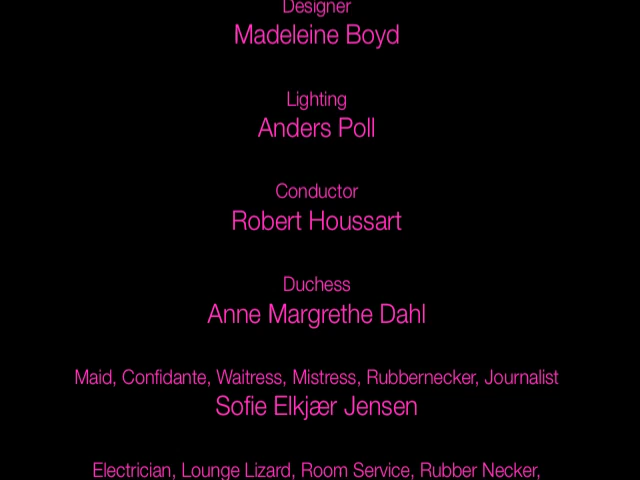 Designer
Madeleine Boyd
Lighting
Anders Poll
Conductor
Robert Houssart
Duchess
Anne Margrethe Dahl
Maid, Confidante, Waitress, Mistress, Rubbernecker, Journalist
Sofie Elkjær Jensen
Electrician, Lounge Lizard, Room Service, Rubber Necker,